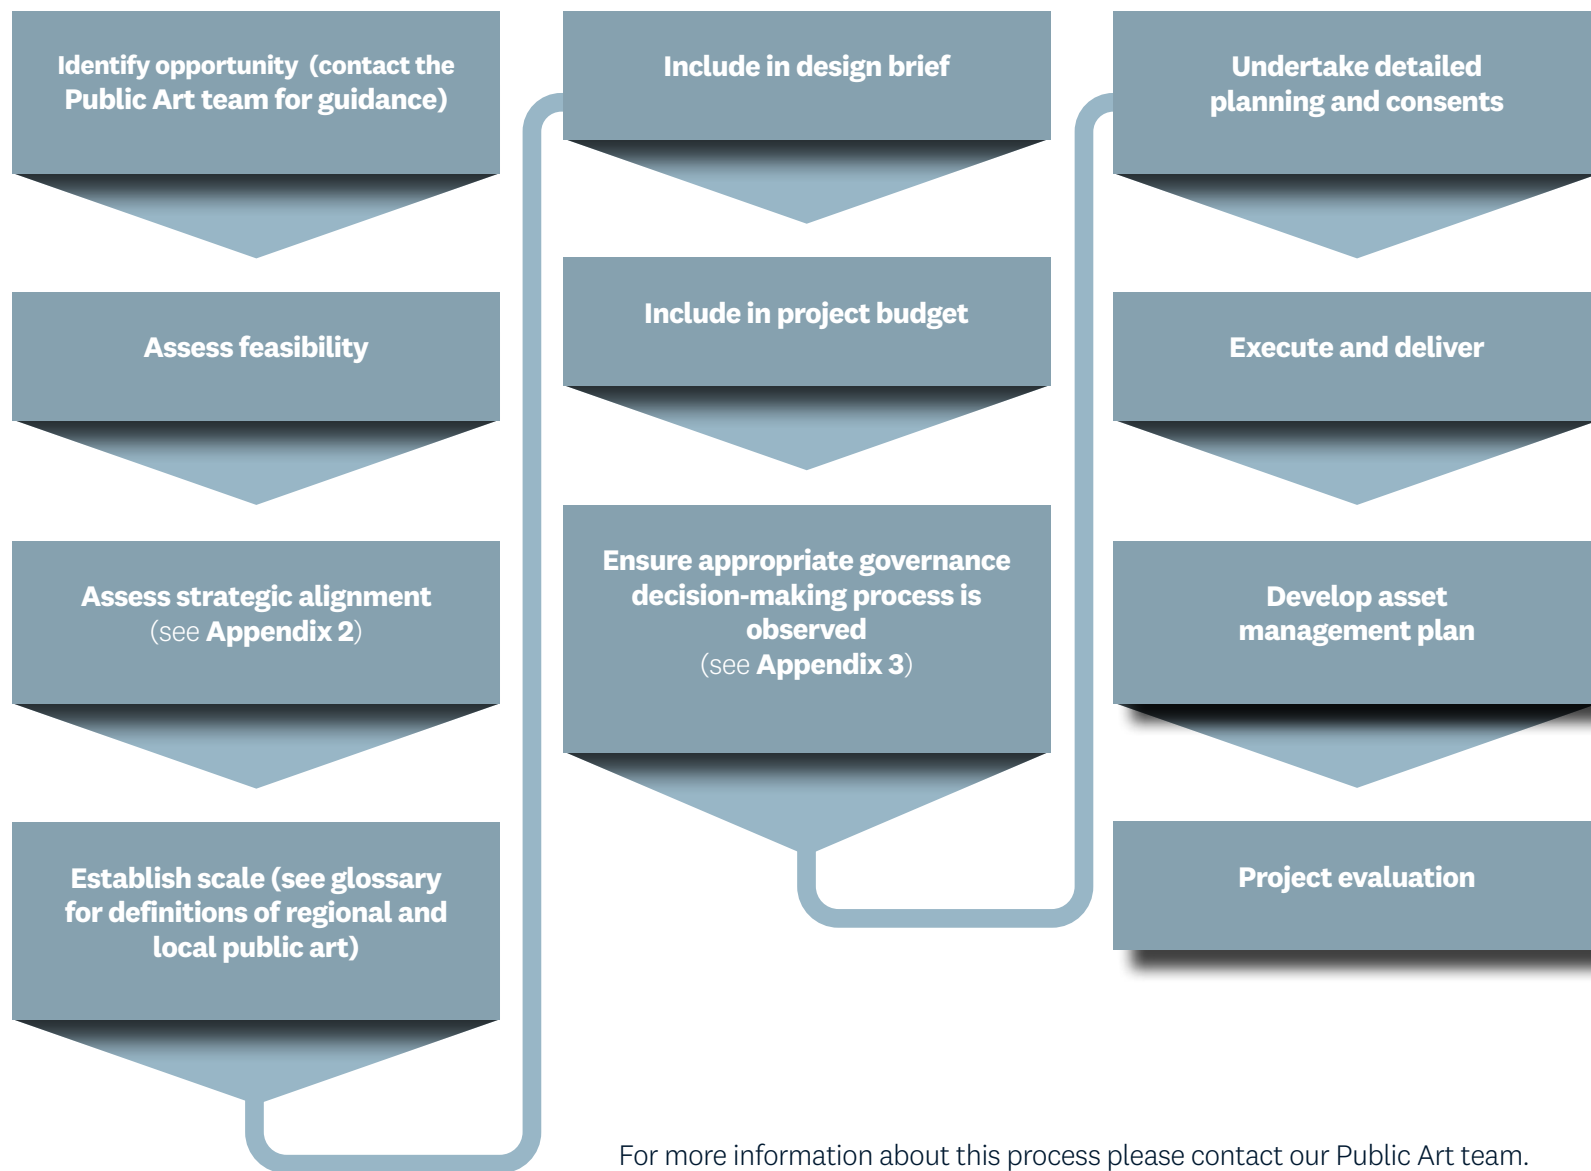 Identify opportunity (contact the
Public Art team for guidance)
Assess feasibility
Assess strategic alignment
(see Appendix 2)
Establish scale (see glossary
for definitions of regional and
local public art)
Include in design brief
Include in project budget
Ensure appropriate governance
decision-making process is
observed
(see Appendix 3)
Undertake detailed
planning and consents
Execute and deliver
Develop asset
management plan
Project evaluation
For more information about this process please contact our Public Art team.